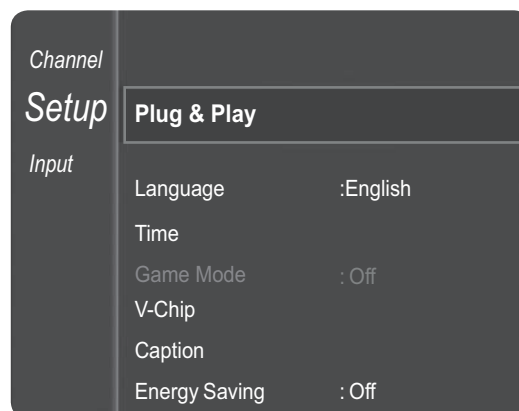 Channel
Setup
Input
Plug & Play
Language :English
Time
Game Mode : Off
V-Chip
Caption
Energy Saving : Off